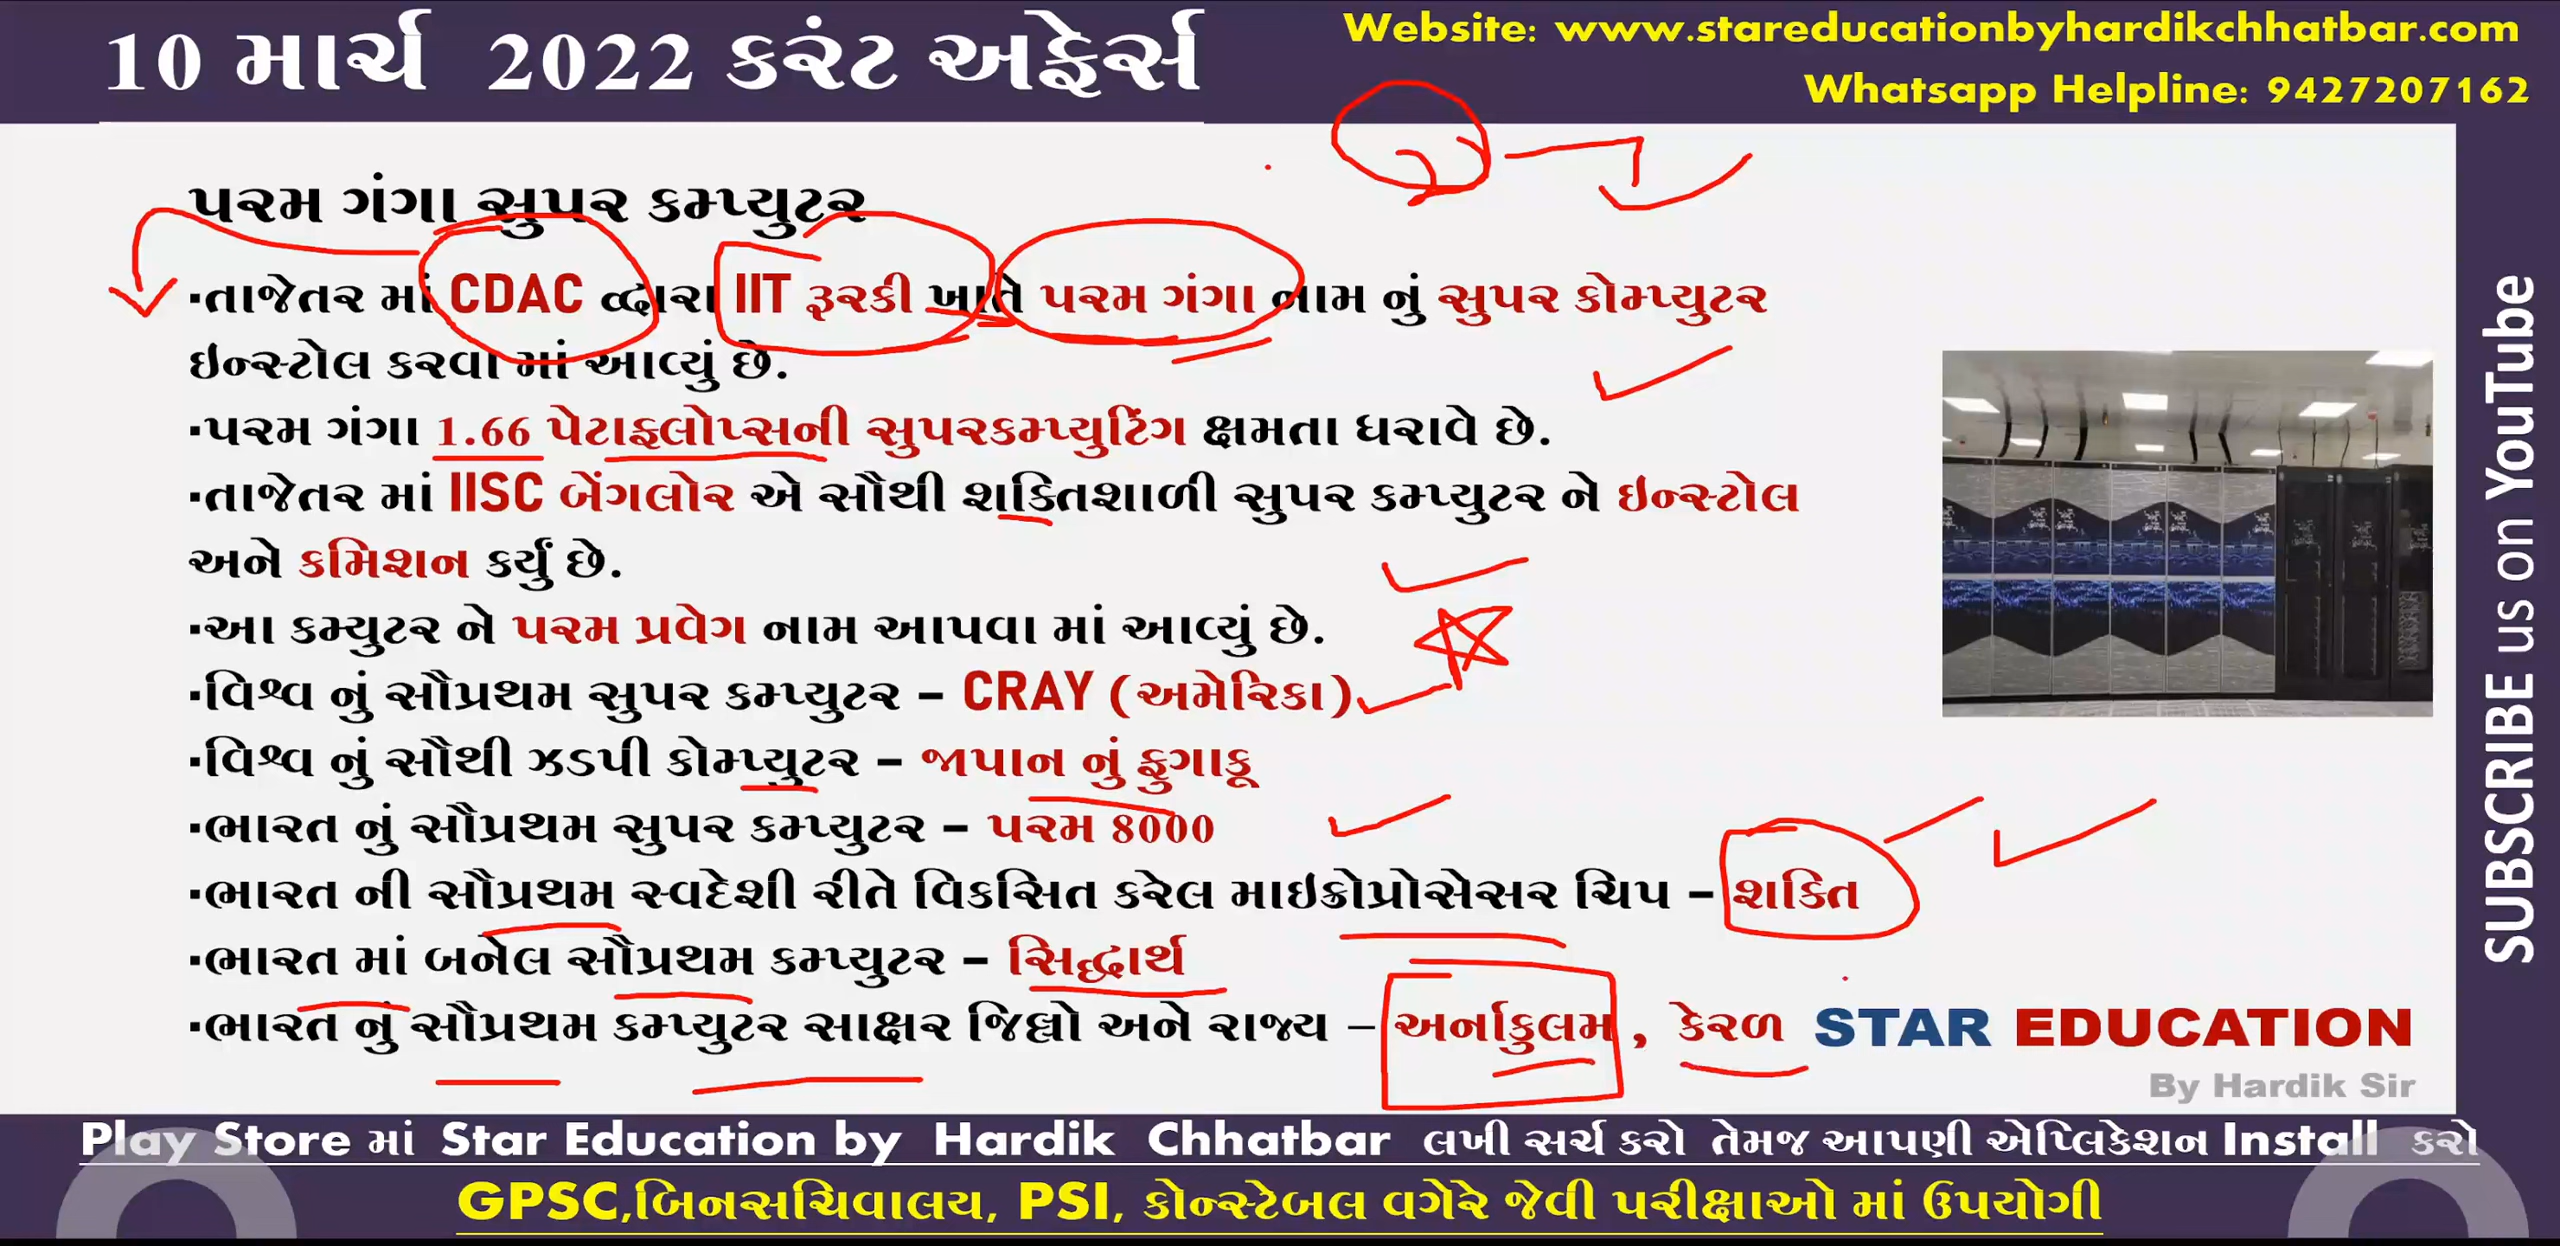 10 માર્ચ 2022 કરંટ અફેર્સ
Website: www.stareducationbyhardikchhatbar.com
Whatsapp Helpline: 9427207162
પરમ ગંગા સુપર કમ્પ્યુટર
▪તાજેતર માં CDAC દ્વારા IIT રૂરકી ખાતે પરમ ગંગા નામ નું સુપર કોમ્પ્યુટર
ઇન્સ્ટોલ કરવા માં આવ્યું છે.
▪પરમ ગંગા 1.66 પેટાફ્લોપ્સની સુપરકમ્પ્યુટિંગ ક્ષમતા ધરાવે છે.
▪તાજેતર માં IISC બેંગલોર એ સૌથી શક્તિશાળી સુપર કમ્પ્યુટર ને ઇન્સ્ટોલ
અને કમિશન કર્યું છે.
▪આ કમ્યુટર ને પરમ પ્રવેગ નામ આપવા માં આવ્યું છે.
▪વિશ્વ નું સૌપ્રથમ સુપર કમ્પ્યુટર – CRAY (અમેરિકા)
▪વિશ્વ નું સૌથી ઝડપી કોમ્પ્યુટર – જાપાન નું ફુગાકૂ
▪ભારત નું સૌપ્રથમ સુપર કમ્પ્યુટર – પરમ 8000
▪ભારત ની સૌપ્રથમ સ્વદેશી રીતે વિકસિત કરેલ માઇક્રોપ્રોસેસર ચિપ – શક્તિ
▪ભારત માં બનેલ સૌપ્રથમ કમ્પ્યુટર – સિદ્ધાર્થ
▪ભારત નું સૌપ્રથમ કમ્પ્યુટર સાક્ષર જિલ્લો અને રાજ્ય – અર્નાકુલમ , કેરળ
STAR EDUCATION
By Hardik Sir
SUBSCRIBE us on YouTube
Play Store માં Star Education by Hardik Chhatbar લખી સર્ચ કરો તેમજ આપણી એપ્લિકેશન Install કરો
GPSC,બિનસચિવાલય, PSI, કોન્સ્ટેબલ વગેરે જેવી પરીક્ષાઓ માં ઉપયોગી